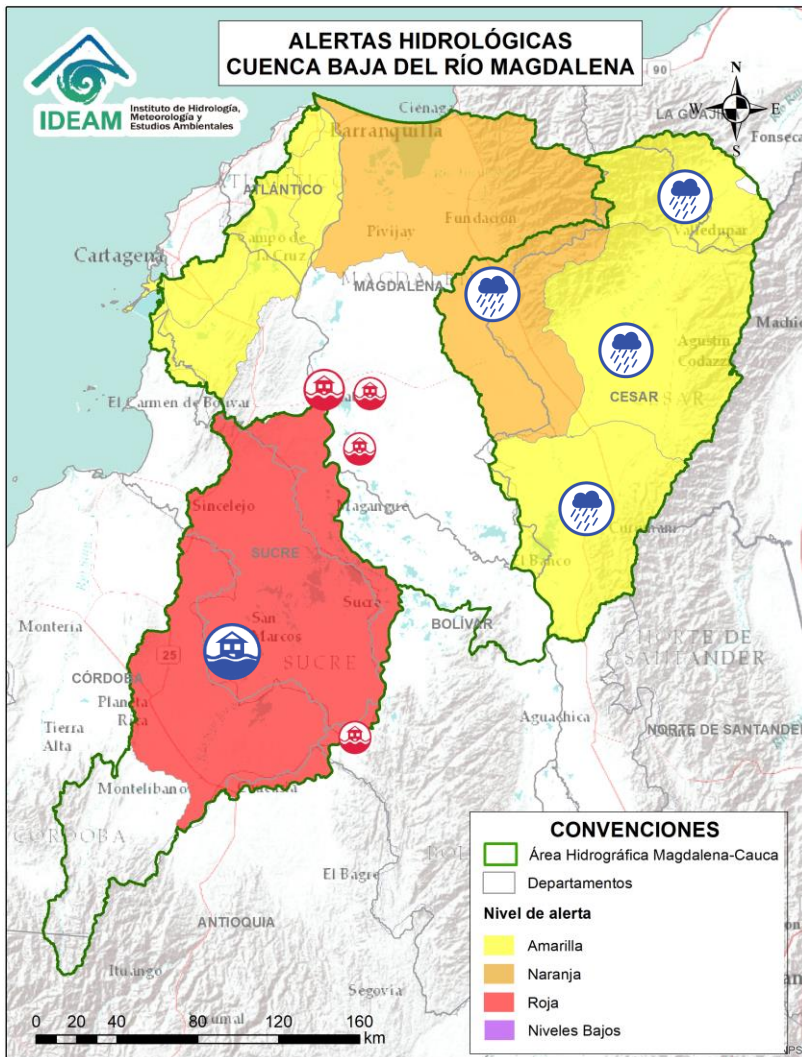 ALERTAS HIDROLÓGICAS
CUENCA BAJA DEL RÍO MAGDALENA
IDEAM
Instituto de Hidrología,
Meteorología y
Estudios Ambientales
90
N
W
E
S
Ciénaga
LA GUAJIRA
Fonseca
Barranquilla
ATLÁNTICO
Valledupar
Fundación
Pivijay
Campo de
la Cruz
Cartagena
MAGDALENA
Agustín
Codazzi
CESAR
El Carmen de Bolívar
Sincelejo
Magangué
SUCRE
El Banco
Sucre
San
Marcos
BOLÍVAR
Montería
25
SUCRE
SANTANDER
CÓRDOBA
Planeta
Rica
Tierra
Alta
Aguachica
NORTE DE SANTANDER
Montelíbano
CÓRDOBA
El Bagre
ANTIOQUIA
Ituango
Segovia
CONVENCIONES
Área Hidrográfica Magdalena-Cauca
Departamentos
Nivel de alerta
Amarilla
Naranja
Roja
Niveles Bajos
0 20 40 80 120 160
km